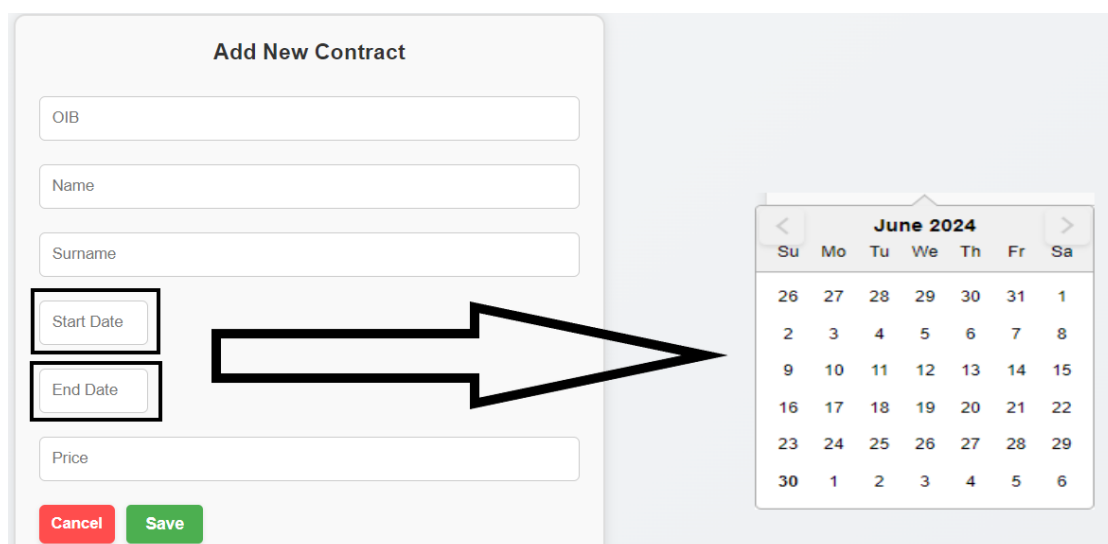 Add New Contract
OIB
Name
Surname
Start Date
End Date
Price
Cancel Save
< June 2024 >
Su Mo Tu We Th Fr Sa
26 27 28 29 30 31 1
2 3 4 5 6 7 8
9 10 11 12 13 14 15
16 17 18 19 20 21 22
23 24 25 26 27 28 29
30 1 2 3 4 5 6